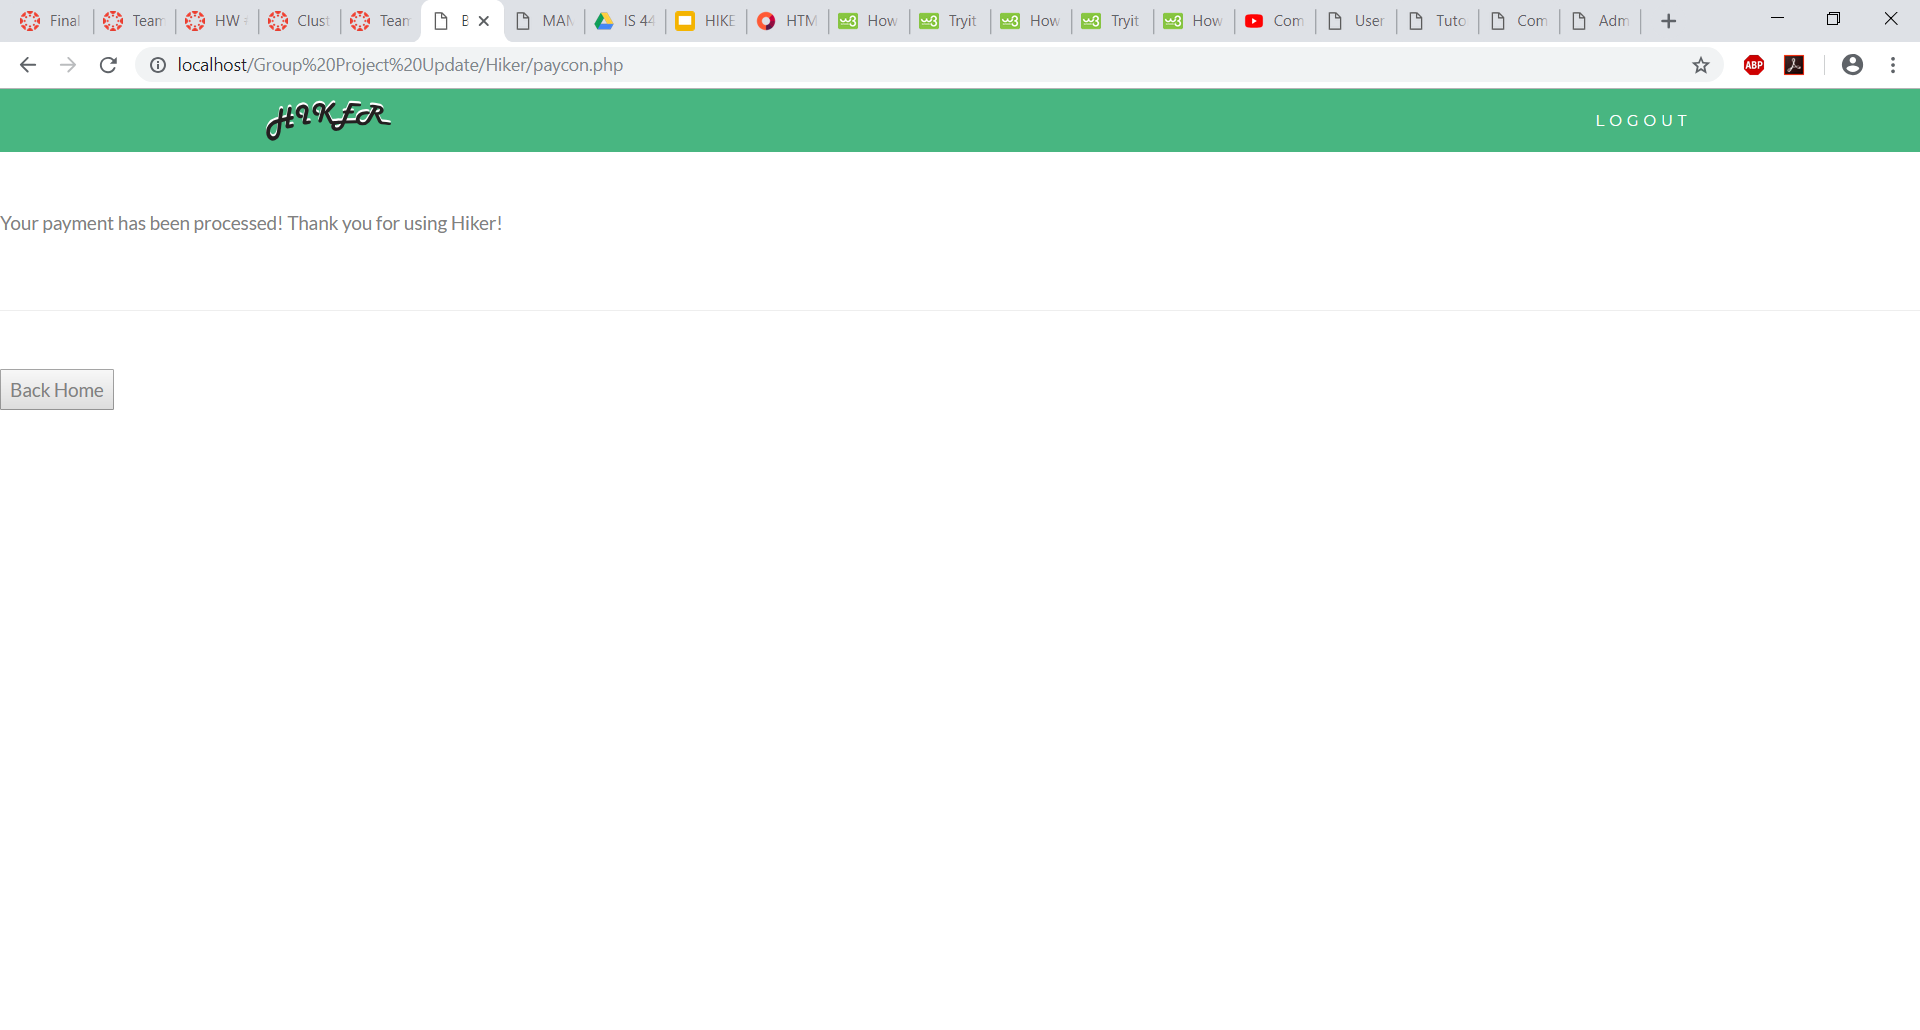 Final Team HW Clust Team B MAM IS 44 HIKE HTM How Tryit How Tryit How Com User Tuto Com Adm
localhost/Group%20Project%20Update/Hiker/paycon.php ABP
HIKER LOGOUT
Your payment has been processed! Thank you for using Hiker!
Back Home